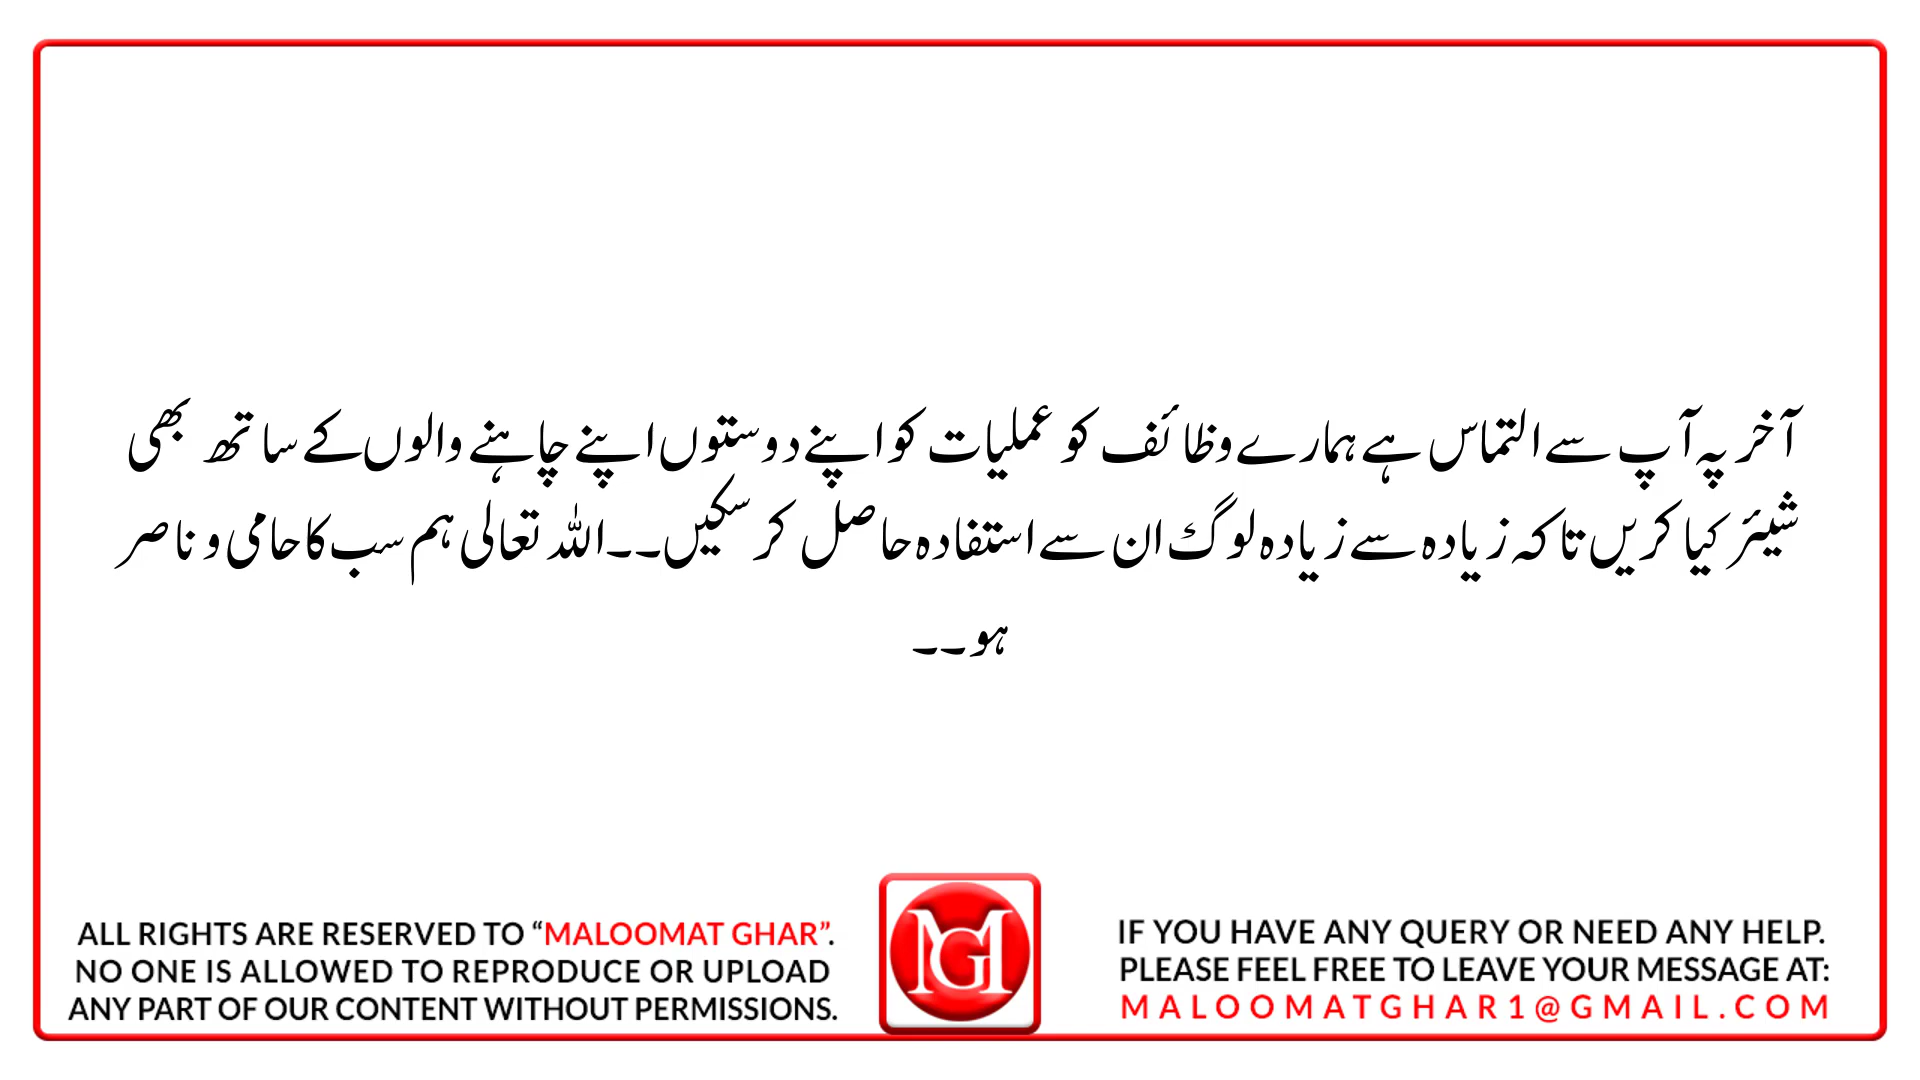 آخر پہ آپ سے التماس ہے ہمارے وظائف کو عملیات کو اپنے دوستوں اپنے چاہنے والوں کے ساتھ بھی
شیئر کیا کریں تاکہ زیادہ سے زیادہ لوگ ان سے استفادہ حاصل کر سکیں۔۔اللہ تعالی ہم سب کا حامی و ناصر
ہو۔۔
ALL RIGHTS ARE RESERVED TO “MALOOMAT GHAR”.
NO ONE IS ALLOWED TO REPRODUCE OR UPLOAD
ANY PART OF OUR CONTENT WITHOUT PERMISSIONS.
MG
IF YOU HAVE ANY QUERY OR NEED ANY HELP.
PLEASE FEEL FREE TO LEAVE YOUR MESSAGE AT:
MALOOMATGHAR1@GMAIL.COM